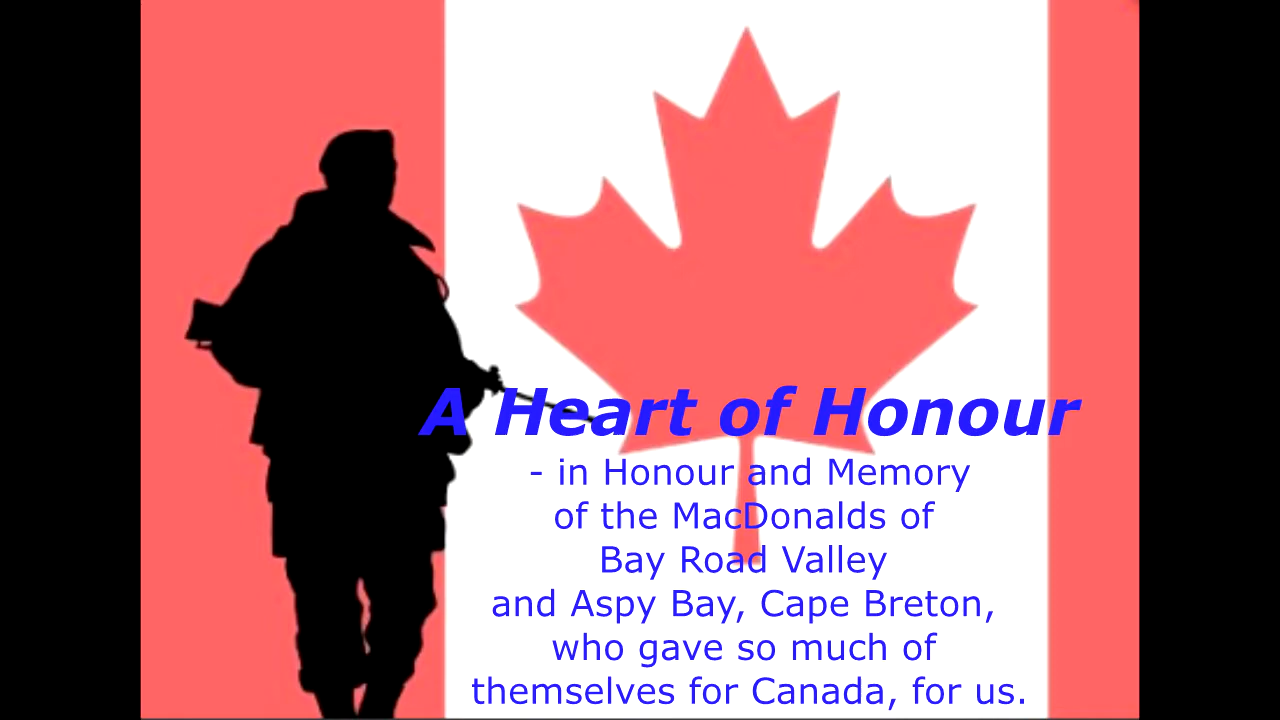 A Heart of Honour
- in Honour and Memory
of the MacDonalds of
Bay Road Valley
and Aspy Bay, Cape Breton,
who gave so much of
themselves for Canada, for us.